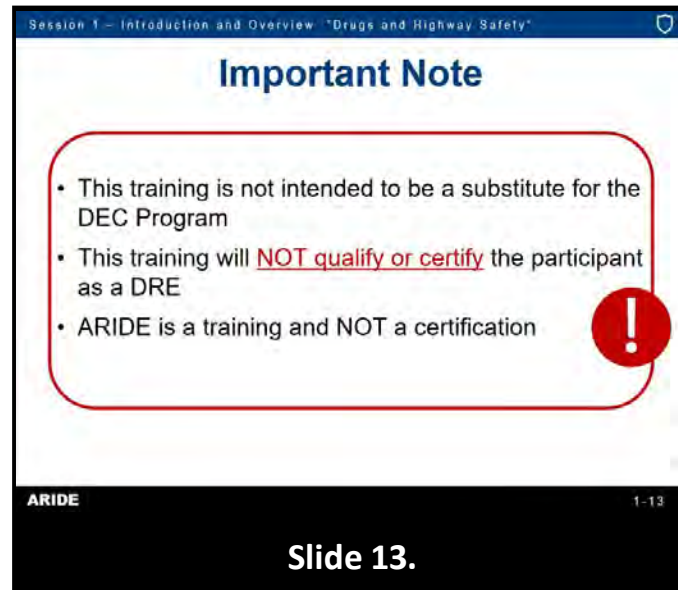 Session 1 – Introduction and Overview "Drugs and Highway Safety"
Important Note
• This training is not intended to be a substitute for the
DEC Program
• This training will NOT qualify or certify the participant
as a DRE
• ARIDE is a training and NOT a certification
!
ARIDE
1-13
Slide 13.